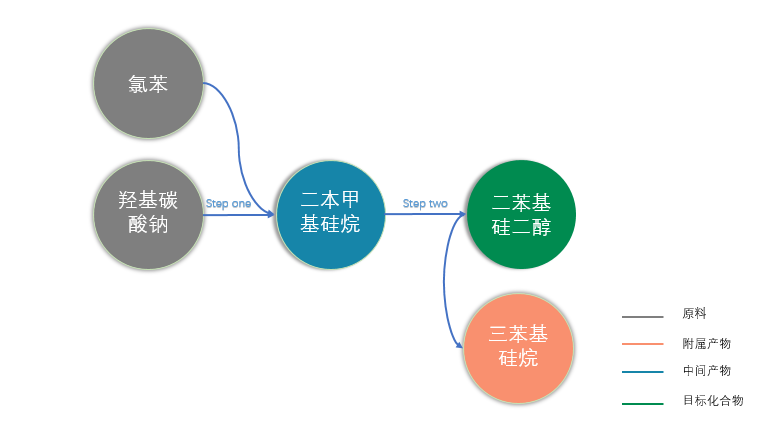 氯苯
羟基碳
酸钠
Step one
二本甲
基硅烷
Step two
二苯基
硅二醇
三苯基
硅烷
原料
附属产物
中间产物
目标化合物